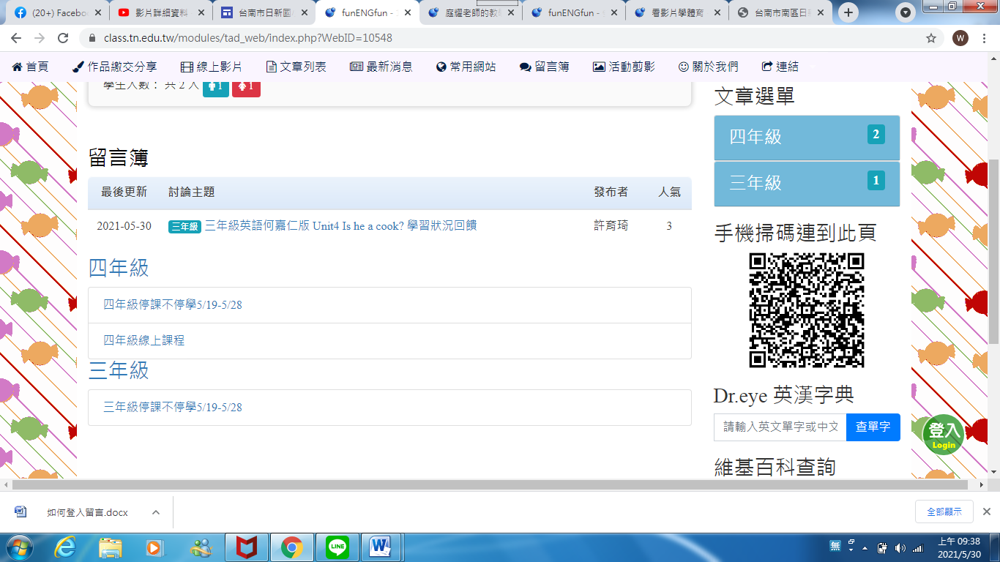 (20+) Facebo
影片詳細資料
台南市日新國
funENGfun -
庭燿老師的教
funENGfun -
看影片學體育
台南市南區日
class.tn.edu.tw/modules/tad_web/index.php?WebID=10548
W
首頁 作品繳交分享 線上影片 文章列表 最新消息 常用網站 留言簿 活動剪影 關於我們 連結
學生人數： 共 2 人 1 1
留言簿
最後更新 討論主題 發布者 人氣
2021-05-30 三年級 三年級英語何嘉仁版 Unit4 Is he a cook? 學習狀況回饋 許育琦 3
四年級
四年級停課不停學5/19-5/28
四年級線上課程
三年級
三年級停課不停學5/19-5/28
文章選單
四年級 2
三年級 1
手機掃碼連到此頁
Dr.eye 英漢字典
請輸入英文單字或中文 查單字
登入
Login
維基百科查詢
如何登入留言.docx
全部顯示
LINE
無
上午 09:38
2021/5/30